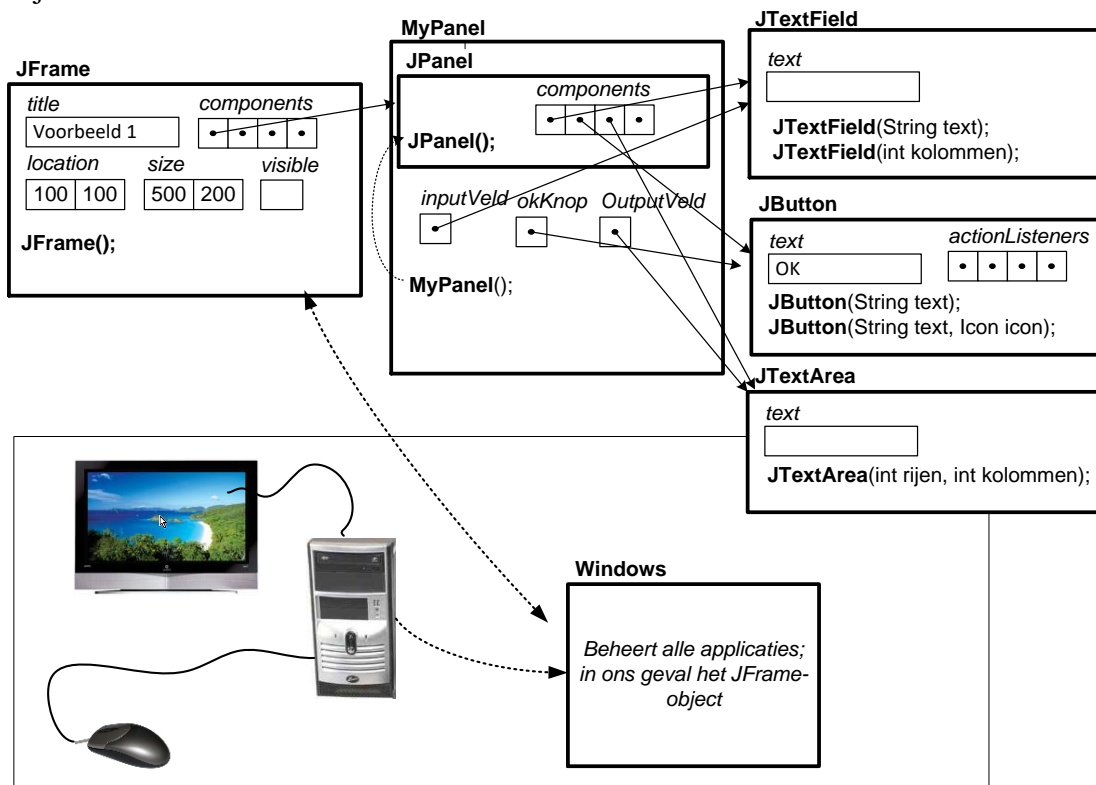 JFrame
title
components
Voorbeeld 1
location
size
visible
100 100
500 200
JFrame();
MyPanel
JPanel
components
JPanel();
inputVeld
okKnop
OutputVeld
MyPanel();
JTextField
text
JTextField(String text);
JTextField(int kolommen);
JButton
text
actionListeners
OK
JButton(String text);
JButton(String text, Icon icon);
JTextArea
text
JTextArea(int rijen, int kolommen);
Windows
Beheert alle applicaties;
in ons geval het JFrame-
object